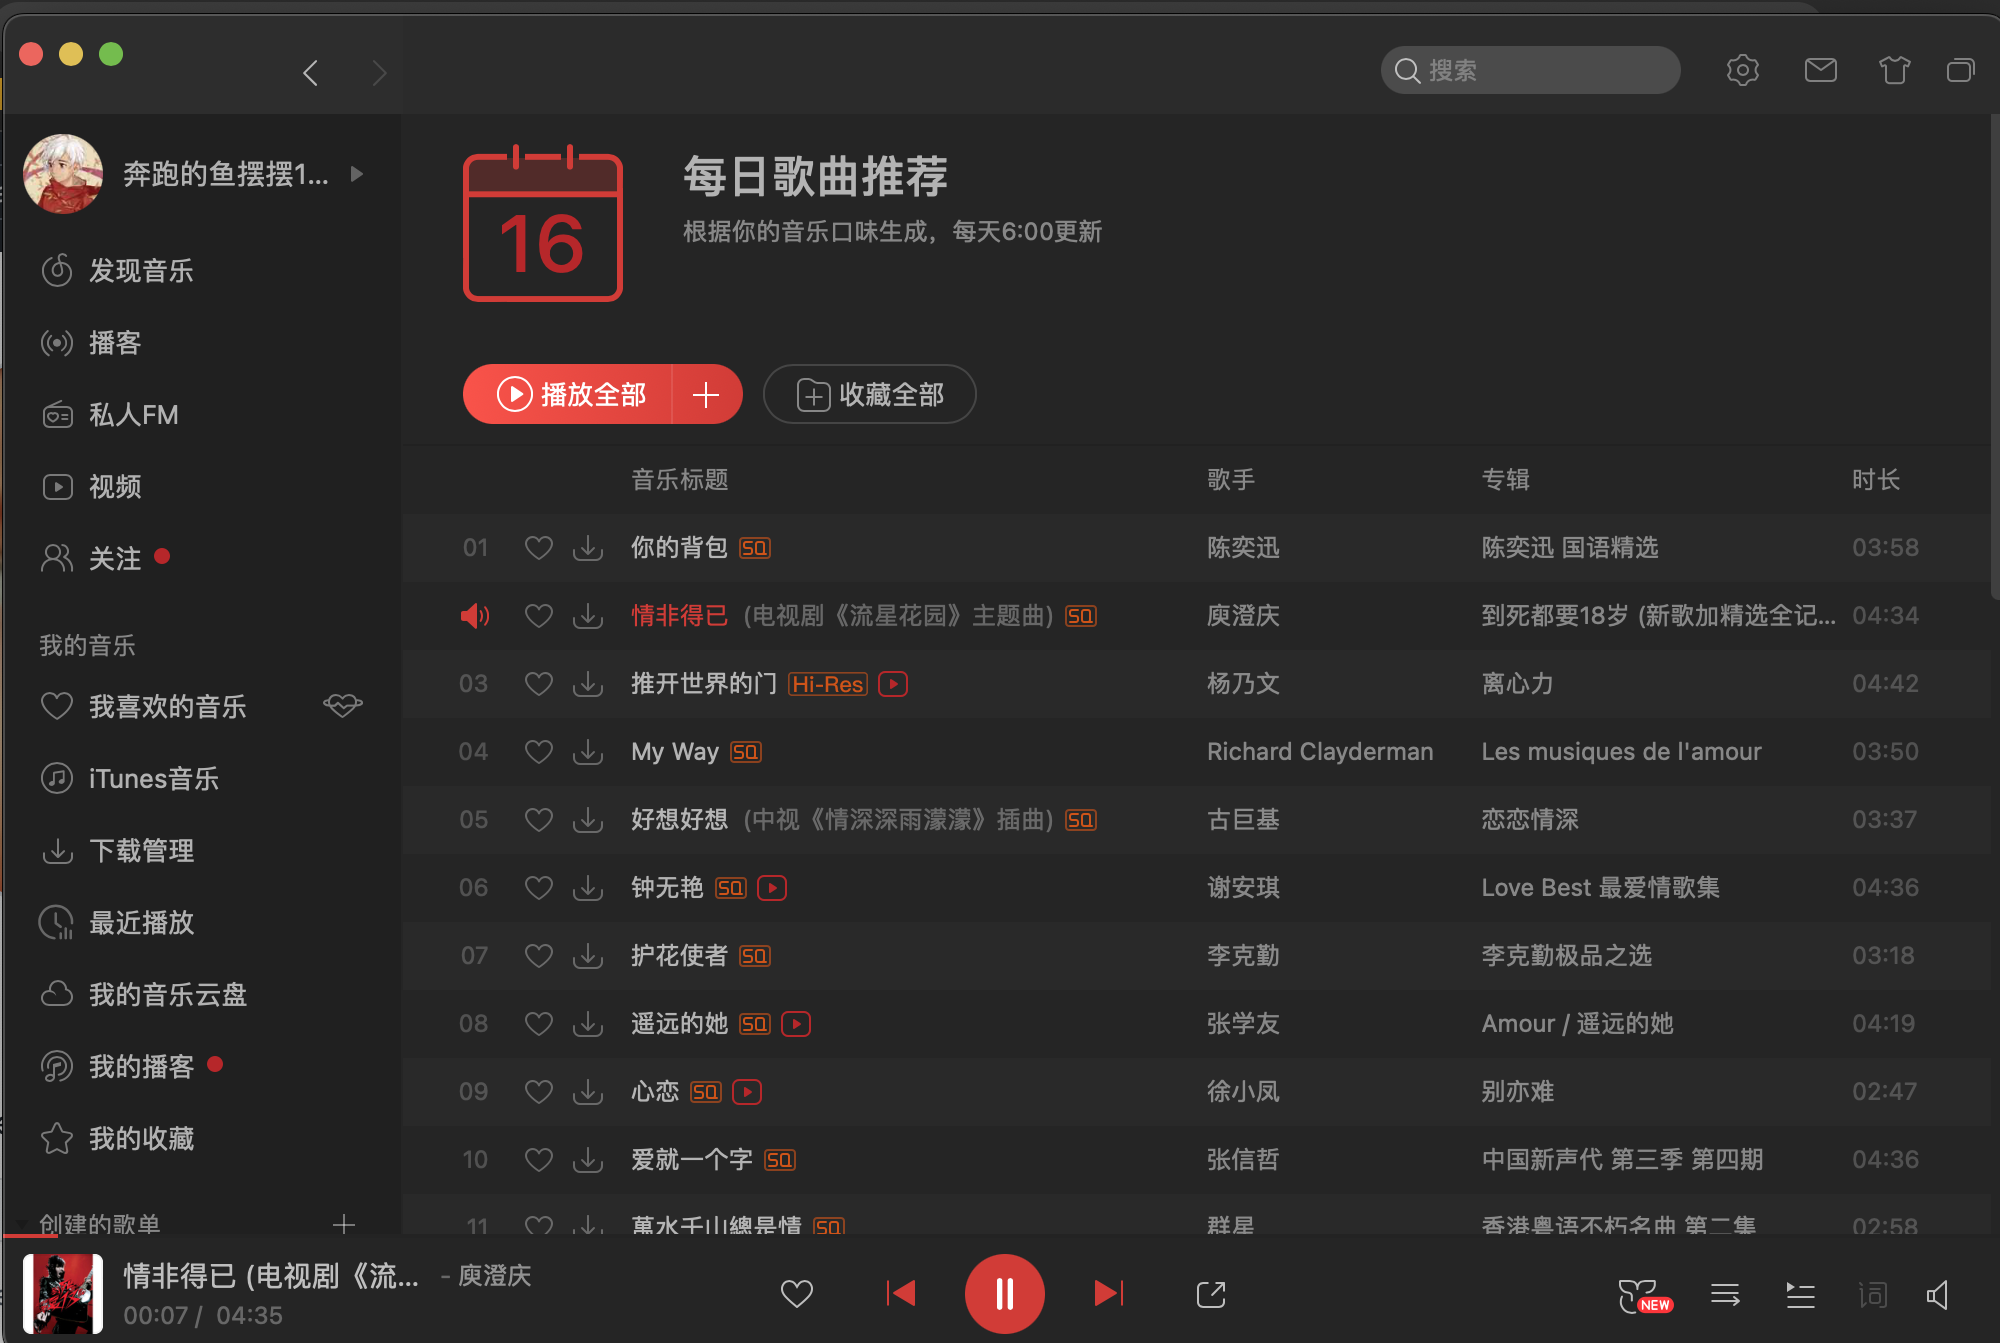 搜索
奔跑的鱼摆摆1...
发现音乐
播客
私人FM
视频
关注
我的音乐
我喜欢的音乐
iTunes音乐
下载管理
最近播放
我的音乐云盘
我的播客
我的收藏
创建的歌单
16
每日歌曲推荐
根据你的音乐口味生成，每天6:00更新
播放全部
收藏全部
音乐标题 歌手 专辑 时长
01 你的背包 SQ 陈奕迅 陈奕迅 国语精选 03:58
情非得已 (电视剧《流星花园》主题曲) SQ 庾澄庆 到死都要18岁 (新歌加精选全记... 04:34
03 推开世界的门 Hi-Res 杨乃文 离心力 04:42
04 My Way SQ Richard Clayderman Les musiques de l'amour 03:50
05 好想好想 (中视《情深深雨濛濛》插曲) SQ 古巨基 恋恋情深 03:37
06 钟无艳 SQ 谢安琪 Love Best 最爱情歌集 04:36
07 护花使者 SQ 李克勤 李克勤极品之选 03:18
08 遥远的她 SQ 张学友 Amour / 遥远的她 04:19
09 心恋 SQ 徐小凤 别亦难 02:47
10 爱就一个字 SQ 张信哲 中国新声代 第三季 第四期 04:36
11 萬水千山總是情 SQ 群星 香港粤语不朽名曲 第二集 02:58
情非得已 (电视剧《流... - 庾澄庆
00:07 / 04:35
NEW
词